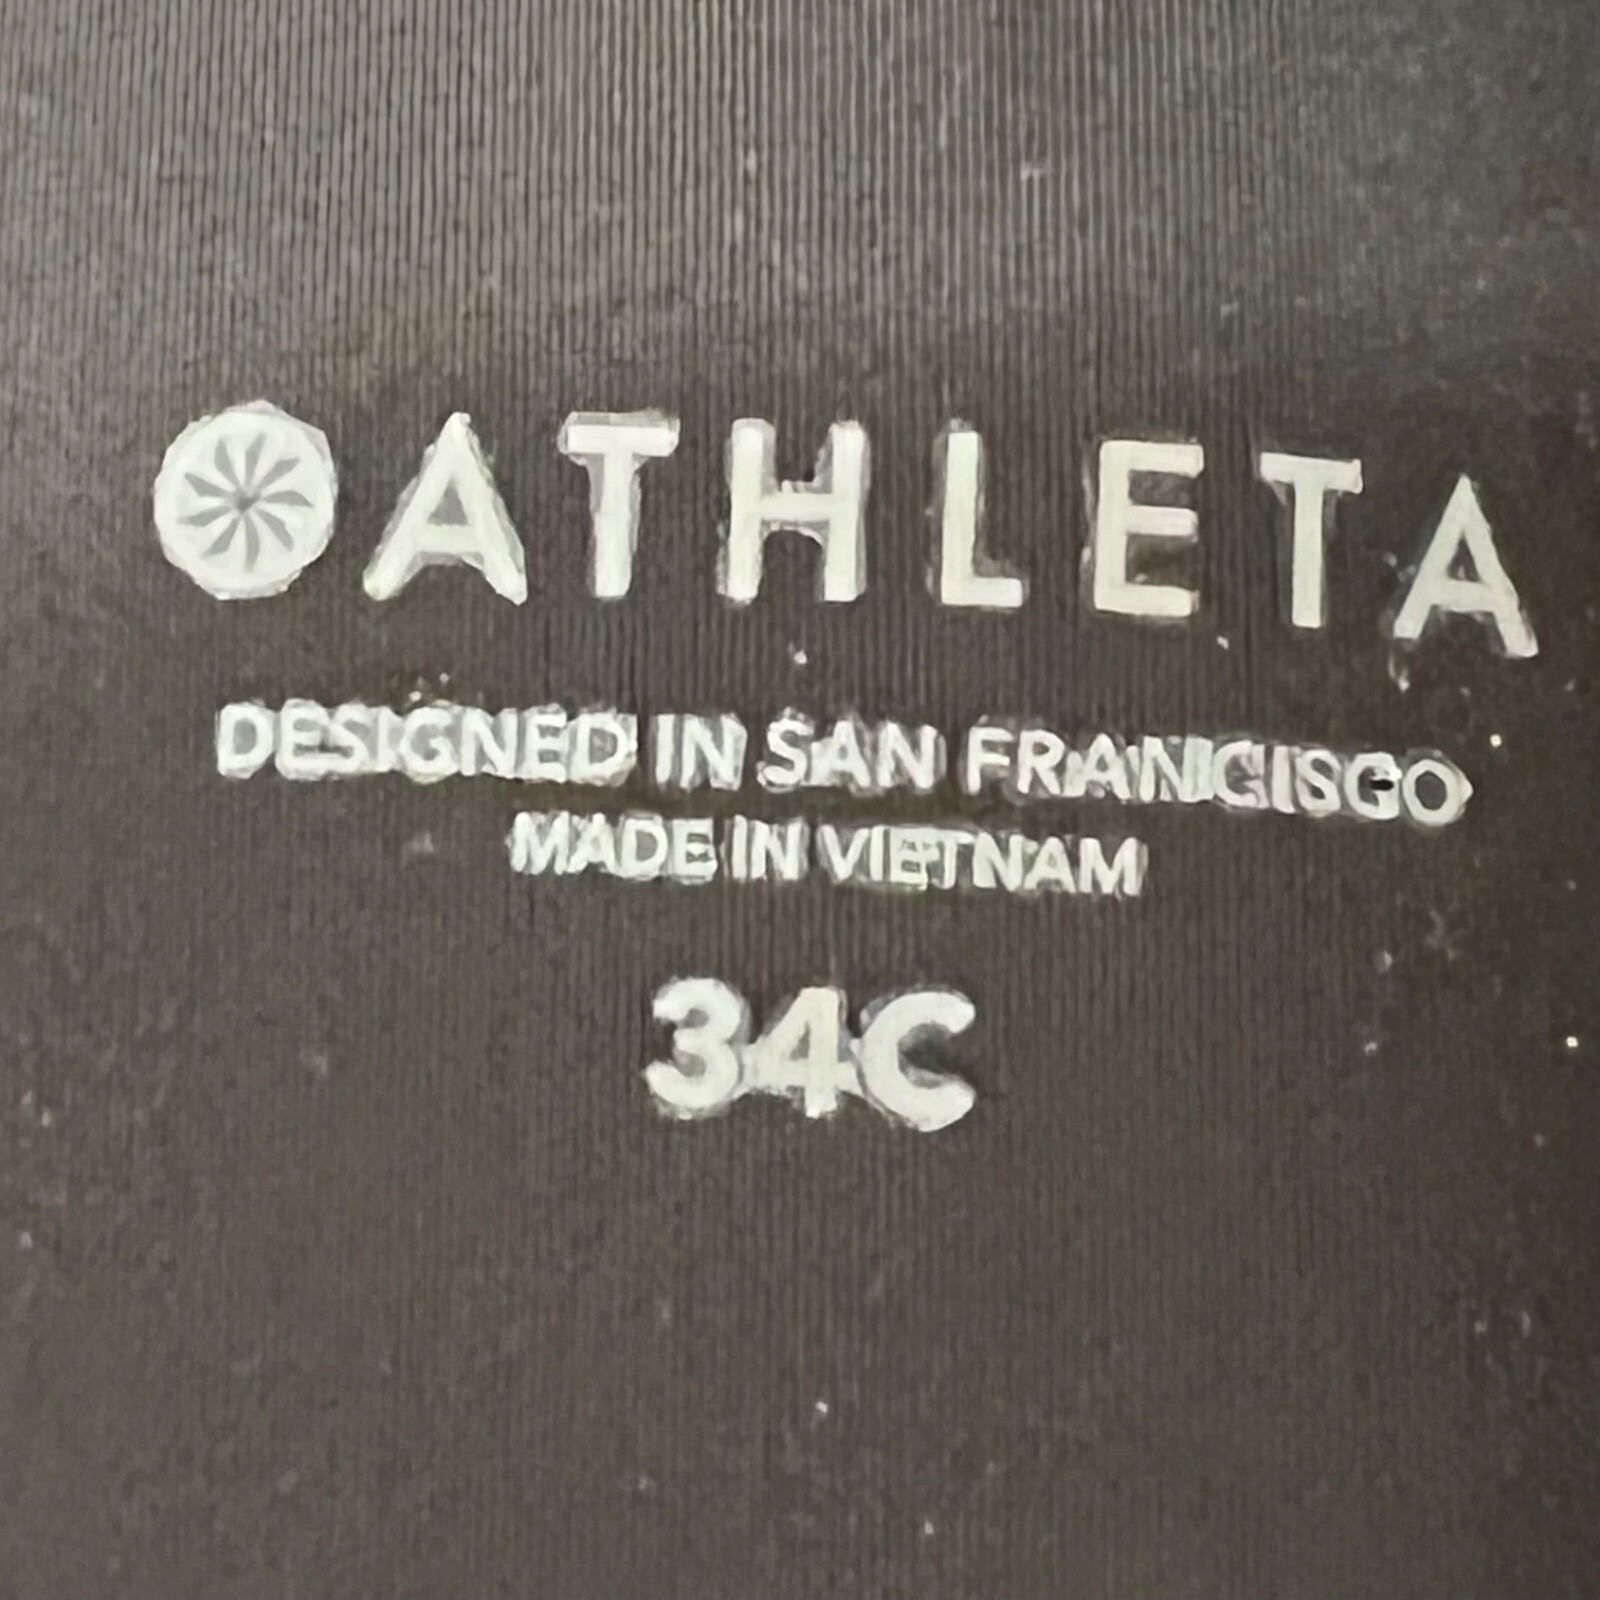 ATHLETA
DESIGNED IN SAN FRANCISCO
MADE IN VIETNAM
34C